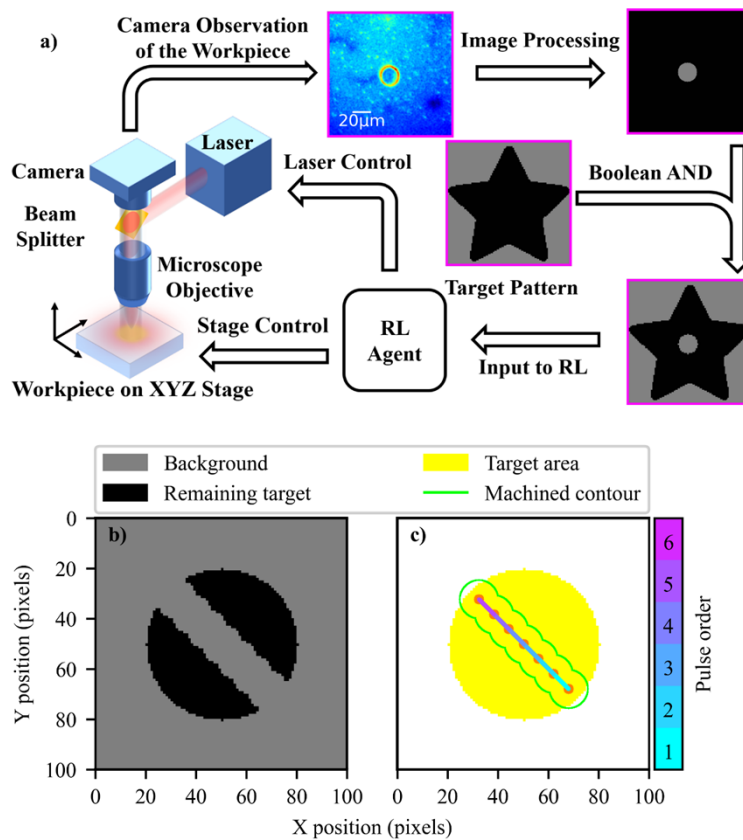 a)
Camera Observation
of the Workpiece
Image Processing
20μm
Laser
Camera
Laser Control
Boolean AND
Beam
Splitter
Microscope
Objective
Target Pattern
Stage Control
RL
Agent
Input to RL
Workpiece on XYZ Stage
Background
Target area
Remaining target
Machined contour
b)
0
20
40
60
80
100
Y position (pixels)
0
20
40
60
80
100
c)
0
20
40
60
80
100
X position (pixels)
6
5
4
3
2
1
Pulse order